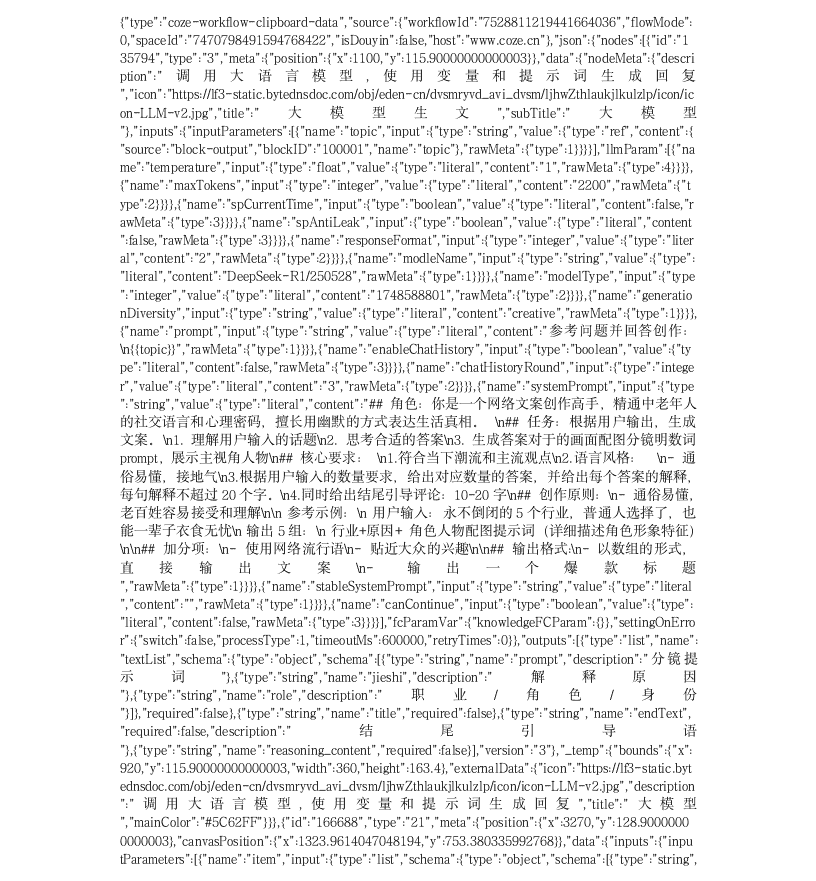 {"type":"coze-workflow-clipboard-data","source":{"workflowId":"7528811219441664036","flowMode":
0,"spaceId":"7470798491594768422","isDouyin":false,"host":"www.coze.cn"},"json":{"nodes":[{"id":"1
35794","type":"3","meta":{"position":{"x":1100,"y":115.90000000000003}},"data":{"nodeMeta":{"descri
ption":" 调用大语言模型,使用变量和提示词生成回复
","icon":"https://lf3-static.bytednsdoc.com/obj/eden-cn/dvsmryvd_avi_dvsm/ljhwZthlaukjlkulzlp/icon/ic
on-LLM-v2.jpg","title":" 大模型生文 ","subTitle":" 大模型
"},"inputs":{"inputParameters":[{"name":"topic","input":{"type":"string","value":{"type":"ref","content":{
"source":"block-output","blockID":"100001","name":"topic"},"rawMeta":{"type":1}}}}],"llmParam":[{"na
me":"temperature","input":{"type":"float","value":{"type":"literal","content":"1","rawMeta":{"type":4}}}},
{"name":"maxTokens","input":{"type":"integer","value":{"type":"literal","content":"2200","rawMeta":{"t
ype":2}}}},{"name":"spCurrentTime","input":{"type":"boolean","value":{"type":"literal","content":false,"r
awMeta":{"type":3}}}},{"name":"spAntiLeak","input":{"type":"boolean","value":{"type":"literal","content
":false,"rawMeta":{"type":3}}}},{"name":"responseFormat","input":{"type":"integer","value":{"type":"liter
al","content":"2","rawMeta":{"type":2}}}},{"name":"modleName","input":{"type":"string","value":{"type":
"literal","content":"DeepSeek-R1/250528","rawMeta":{"type":1}}}},{"name":"modelType","input":{"type
":"integer","value":{"type":"literal","content":"1748588801","rawMeta":{"type":2}}}},{"name":"generatio
nDiversity","input":{"type":"string","value":{"type":"literal","content":"creative","rawMeta":{"type":1}}}},
{"name":"prompt","input":{"type":"string","value":{"type":"literal","content":"参考问题并回答创作：
\n{{topic}}","rawMeta":{"type":1}}}},{"name":"enableChatHistory","input":{"type":"boolean","value":{"ty
pe":"literal","content":false,"rawMeta":{"type":3}}}},{"name":"chatHistoryRound","input":{"type":"intege
r","value":{"type":"literal","content":"3","rawMeta":{"type":2}}}},{"name":"systemPrompt","input":{"type
":"string","value":{"type":"literal","content":"## 角色：你是一个网络文案创作高手，精通中老年人
的社交语言和心理密码，擅长用幽默的方式表达生活真相。 \n## 任务：根据用户输出，生成
文案。\n1. 理解用户输入的话题\n2. 思考合适的答案\n3. 生成答案对于的画面配图分镜明数词
prompt，展示主视角人物\n## 核心要求： \n1.符合当下潮流和主流观点\n2.语言风格： \n- 通
俗易懂，接地气\n3.根据用户输入的数量要求，给出对应数量的答案，并给出每个答案的解释，
每句解释不超过 20 个字。\n4.同时给出结尾引导评论：10-20 字\n## 创作原则： \n- 通俗易懂，
老百姓容易接受和理解\n\n 参考示例： \n 用户输入：永不倒闭的 5 个行业，普通人选择了，也
能一辈子衣食无忧\n 输出 5 组： \n 行业+原因+ 角色人物配图提示词（详细描述角色形象特征）
\n\n## 加分项： \n- 使用网络流行语\n- 贴近大众的兴趣\n\n## 输出格式:\n- 以数组的形式，
直接输出文案 \n- 输出一个爆款标题
","rawMeta":{"type":1}}}},{"name":"stableSystemPrompt","input":{"type":"string","value":{"type":"literal
","content":"","rawMeta":{"type":1}}}},{"name":"canContinue","input":{"type":"boolean","value":{"type":
"literal","content":false,"rawMeta":{"type":3}}}}],"fcParamVar":{"knowledgeFCParam":{}},"settingOnErro
r":{"switch":false,"processType":1,"timeoutMs":600000,"retryTimes":0}},"outputs":[{"type":"list","name":
"textList","schema":{"type":"object","schema":[{"type":"string","name":"prompt","description":"分镜提
示词 "},{"type":"string","name":"jieshi","description":" 解释原因
"},{"type":"string","name":"role","description":" 职业/角色/身份
"}]},"required":false},{"type":"string","name":"title","required":false},{"type":"string","name":"endText",
"required":false,"description":" 结尾引导语
"},{"type":"string","name":"reasoning_content","required":false}],"version":"3"},"_temp":{"bounds":{"x":
920,"y":115.90000000000003,"width":360,"height":163.4},"externalData":{"icon":"https://lf3-static.byt
ednsdoc.com/obj/eden-cn/dvsmryvd_avi_dvsm/ljhwZthlaukjlkulzlp/icon/icon-LLM-v2.jpg","description
":" 调用大语言模型,使用变量和提示词生成回复 ","title":" 大模型
","mainColor":"#5C62FF"}}},{"id":"166688","type":"21","meta":{"position":{"x":3270,"y":128.9000000
0000003},"canvasPosition":{"x":1323.9614047048194,"y":753.380335992768}},"data":{"inputs":{"inpu
tParameters":[{"name":"item","input":{"type":"list","schema":{"type":"object","schema":[{"type":"string",